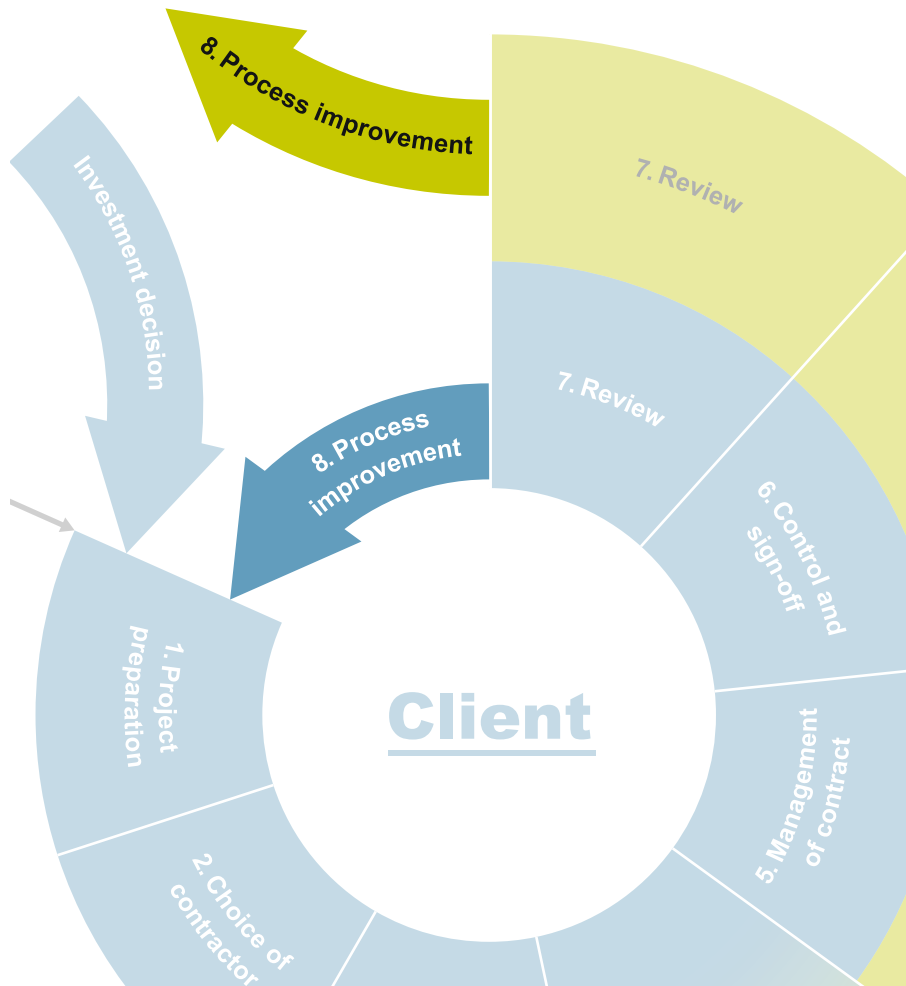 8. Process improvement
7. Review
Investment decision
7. Review
8. Process
improvement
6. Control and
sign-off
1. Project
preparation
Client
5. Management
of contract
2. Choice of
contractor